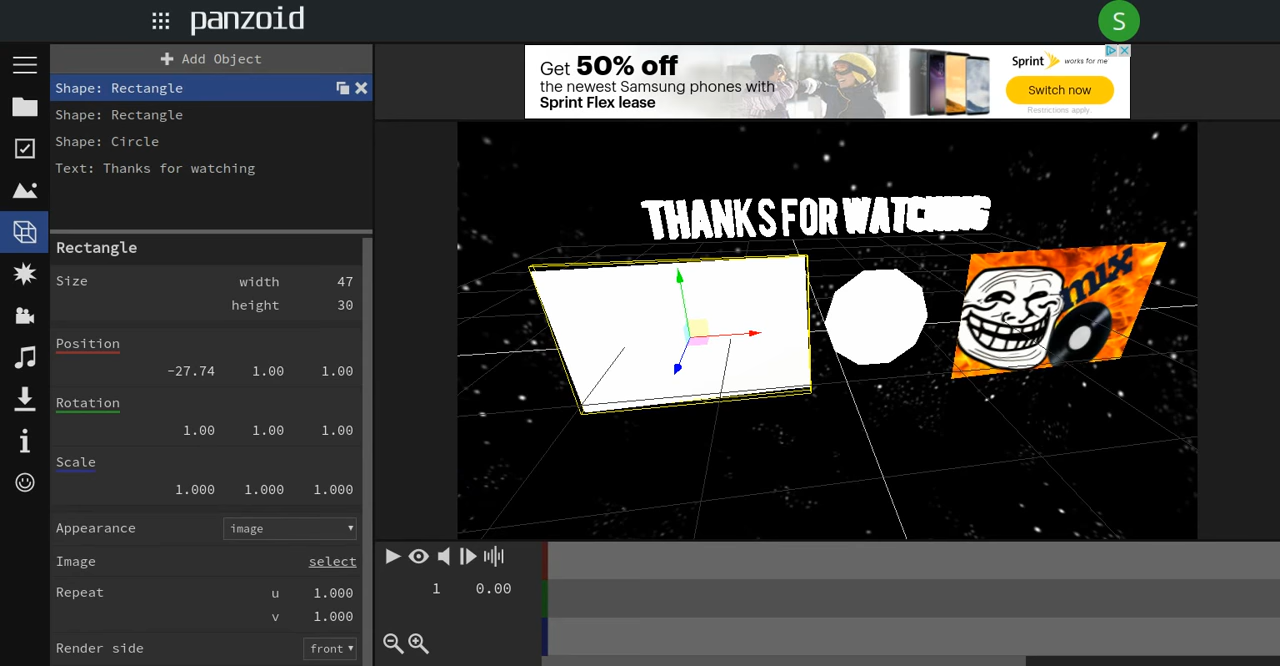 panzoid
S
Add Object
Shape: Rectangle
Shape: Rectangle
Shape: Circle
Text: Thanks for watching
Rectangle
Size width 47
height 30
Position
-27.74 1.00 1.00
Rotation
1.00 1.00 1.00
Scale
1.000 1.000 1.000
Appearance image
Image select
Repeat u 1.000
v 1.000
Render side front
Get 50% off
the newest Samsung phones with
Sprint Flex lease
Sprint works for me
Switch now
Restrictions apply.
THANKS FOR WATCHING
mix
1 0.00